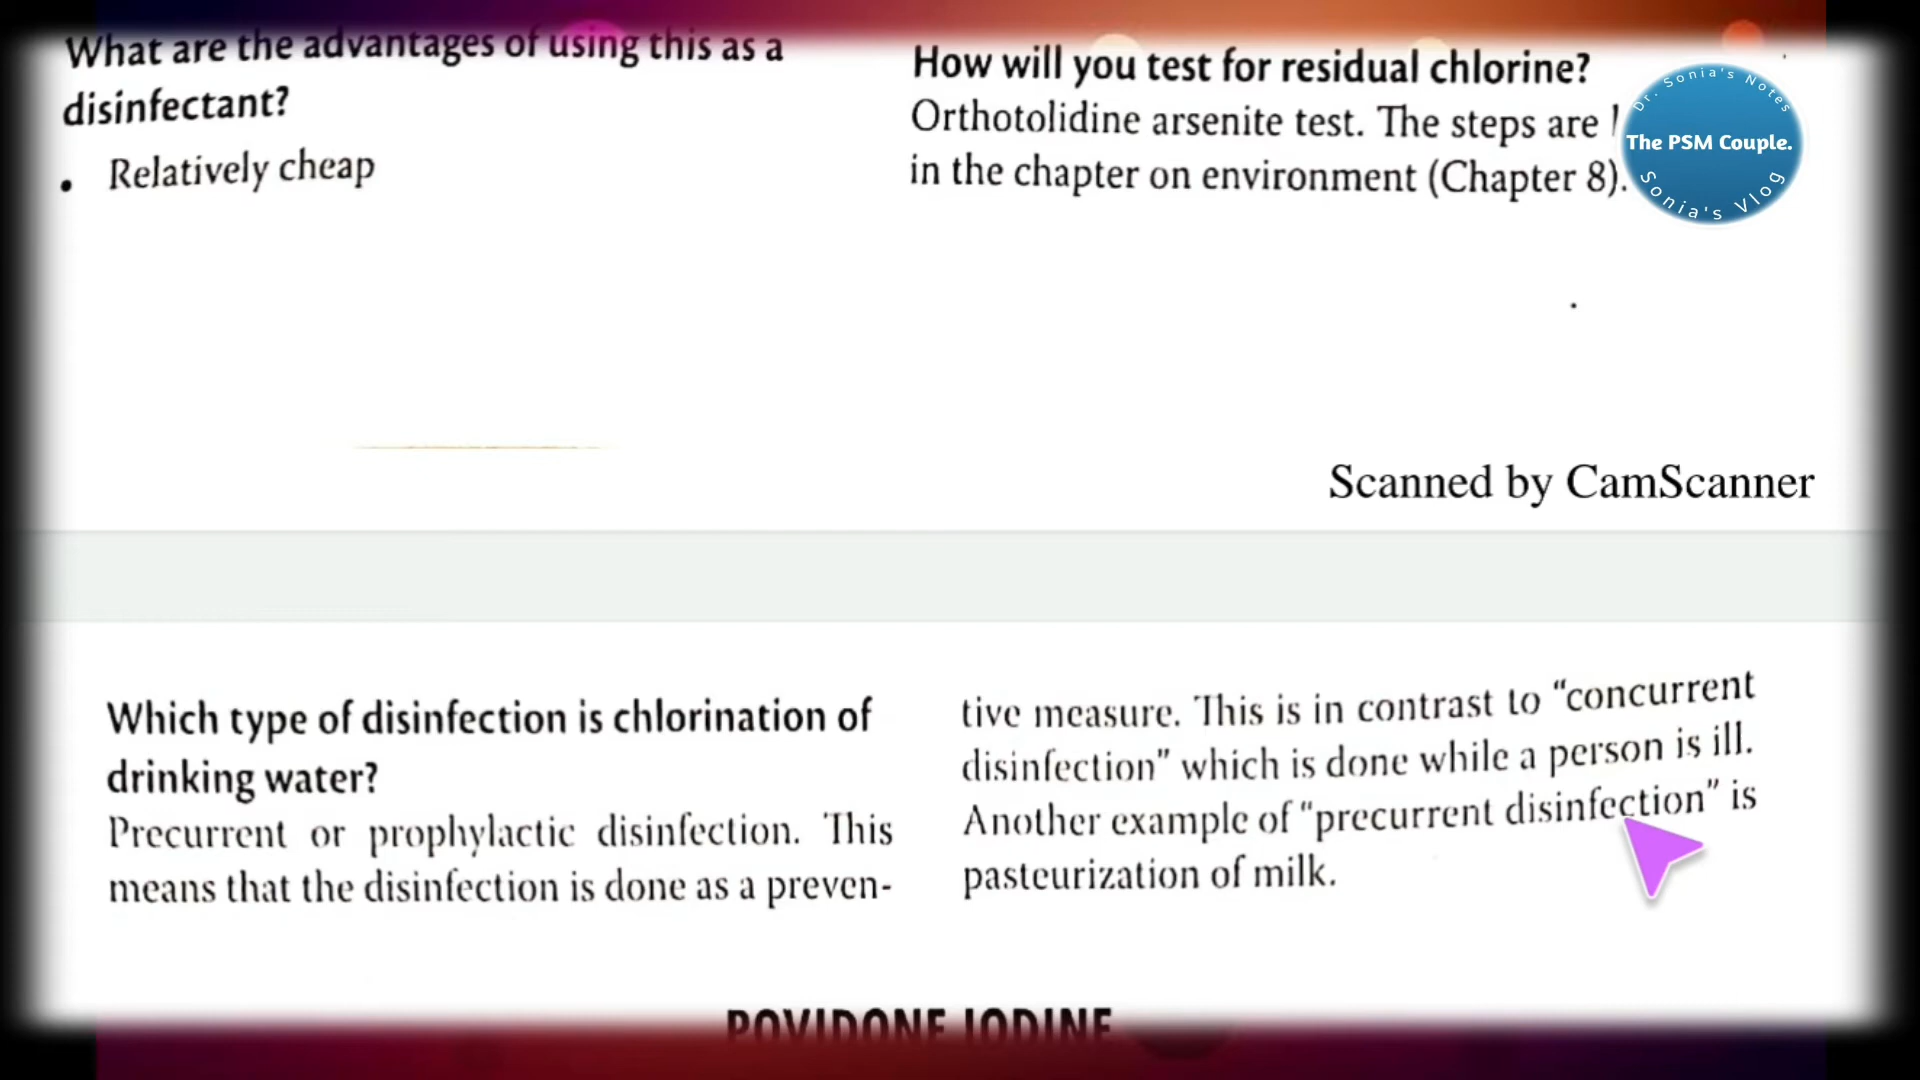 What are the advantages of using this as a
disinfectant?
• Relatively cheap
How will you test for residual chlorine?
Orthotolidine arsenite test. The steps are
in the chapter on environment (Chapter 8).
Dr. Sonia's Notes
The PSM Couple.
Sonia's Vlog
Scanned by CamScanner
Which type of disinfection is chlorination of
drinking water?
Precurrent or prophylactic disinfection. This
means that the disinfection is done as a preven-
tive measure. This is in contrast to “concurrent
disinfection” which is done while a person is ill.
Another example of “precurrent disinfection” is
pasteurization of milk.
POVIDONE IODINE